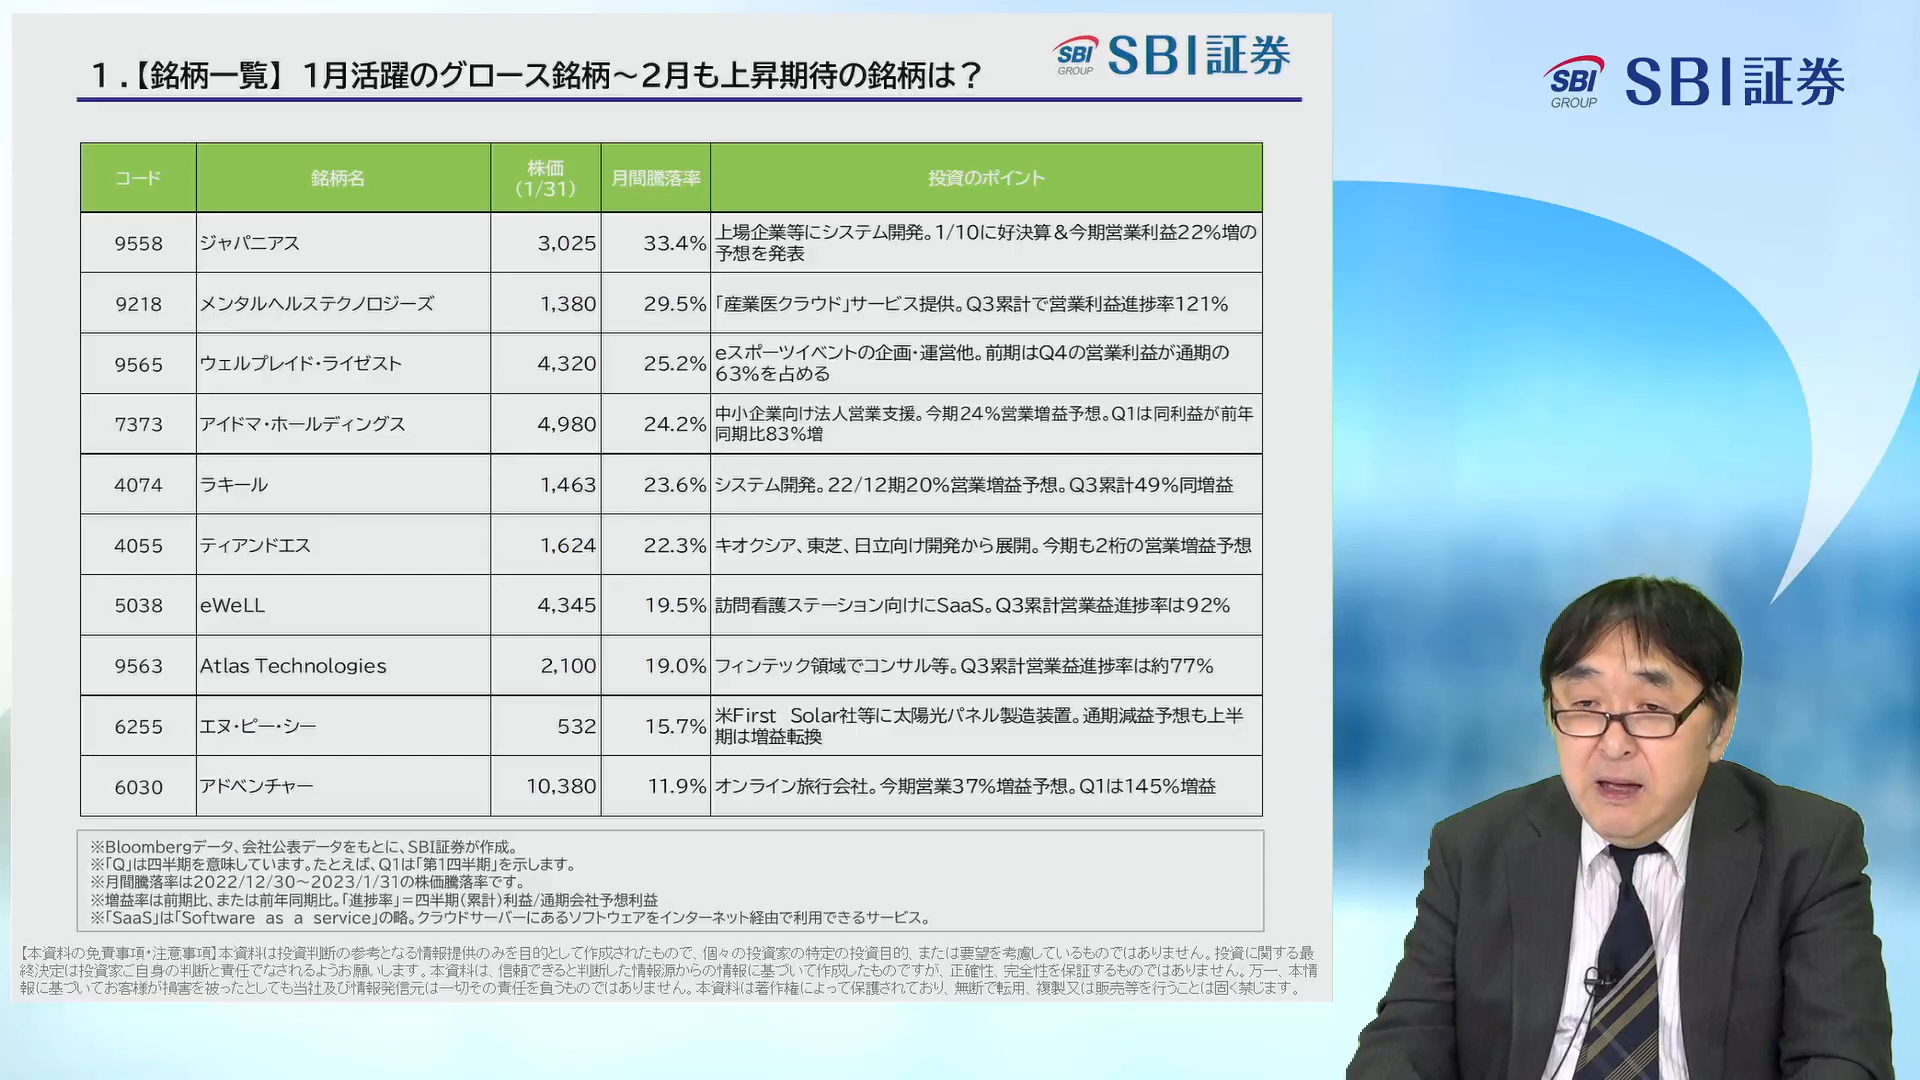 1.【銘柄一覧】 1月活躍のグロース銘柄～2月も上昇期待の銘柄は？
SBI GROUP SBI証券
SBI GROUP SBI証券
コード 銘柄名 株価 (1/31) 月間騰落率 投資のポイント
9558 ジャパニアス 3,025 33.4% 上場企業等にシステム開発。1/10に好決算＆今期営業利益22%増の
予想を発表
9218 メンタルヘルステクノロジーズ 1,380 29.5% 「産業医クラウド」サービス提供。Q3累計で営業利益進捗率121%
9565 ウェルプレイド・ライゼスト 4,320 25.2% eスポーツイベントの企画・運営他。前期はQ4の営業利益が通期の
63%を占める
7373 アイドマ・ホールディングス 4,980 24.2% 中小企業向け法人営業支援。今期24%営業増益予想。Q1は同利益が前年
同期比83%増
4074 ラキール 1,463 23.6% システム開発。22/12期20%営業増益予想。Q3累計49%同増益
4055 ティアンドエス 1,624 22.3% キオクシア、東芝、日立向け開発から展開。今期も2桁の営業増益予想
5038 eWeLL 4,345 19.5% 訪問看護ステーション向けにSaaS。Q3累計営業益進捗率は92%
9563 Atlas Technologies 2,100 19.0% フィンテック領域でコンサル等。Q3累計営業益進捗率は約77%
6255 エヌ・ピー・シー 532 15.7% 米First Solar社等に太陽光パネル製造装置。通期減益予想も上半
期は増益転換
6030 アドベンチャー 10,380 11.9% オンライン旅行会社。今期営業37%増益予想。Q1は145%増益
※Bloombergデータ、会社公表データをもとに、SBI証券が作成。
※「Q」は四半期を意味しています。たとえば、Q1は「第1四半期」を示します。
※月間騰落率は2022/12/30～2023/1/31の株価騰落率です。
※増益率は前期比、または前年同期比。「進捗率」＝四半期（累計）利益/通期会社予想利益
※「SaaS」は「Software as a service」の略。クラウドサーバーにあるソフトウェアをインターネット経由で利用できるサービス。
【本資料の免責事項・注意事項】本資料は投資判断の参考となる情報提供のみを目的として作成されたもので、個々の投資家の特定の投資目的、または要望を考慮しているものではありません。投資に関する最
終決定は投資家ご自身の判断と責任でなされるようお願いします。本資料は、信頼できると判断した情報源からの情報に基づいて作成したものですが、正確性、完全性を保証するものではありません。万一、本情
報に基づいてお客様が損害を被ったとしても当社及び情報発信元は一切その責任を負うものではありません。本資料は著作権によって保護されており、無断で転用、複製又は販売等を行うことは固く禁じます。